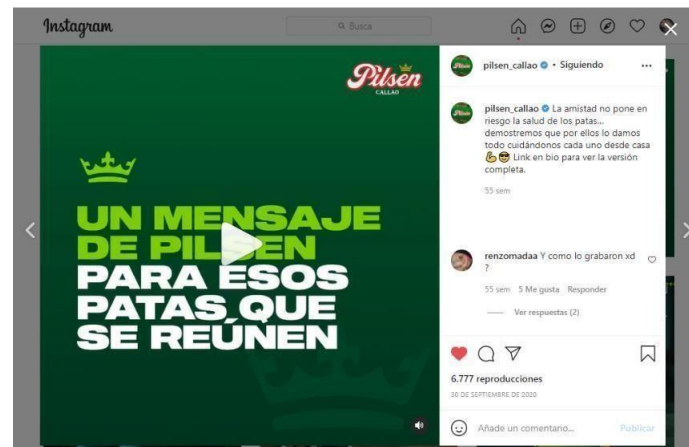 Instagram
Busca
Pilsen
CALLAO
UN MENSAJE
DE PILSEN
PARA ESOS
PATAS QUE
SE REÚNEN
pilsen_callao • Siguiendo ...
pilsen_callao La amistad no pone en
riesgo la salud de los patas...
demostremos que por ellos lo damos
todo cuidándonos cada uno desde casa
💪😎 Link en bio para ver la versión
completa.
55 sem
renzomadaa Y como lo grabaron xd
?
55 sem 5 Me gusta Responder
Ver respuestas (2)
6.777 reproducciones
30 DE SEPTIEMBRE DE 2020
Añade un comentario... Publicar